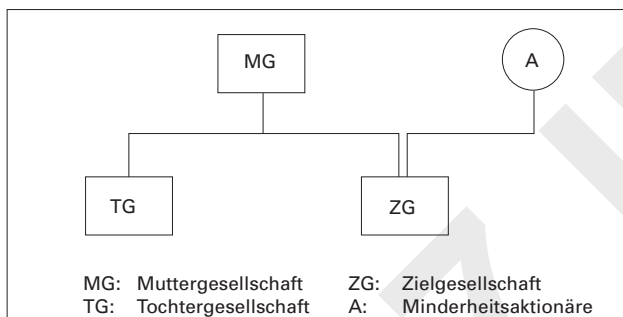 MG
A
TG
ZG
MG: Muttergesellschaft ZG: Zielgesellschaft
TG: Tochtergesellschaft A: Minderheitsaktionäre